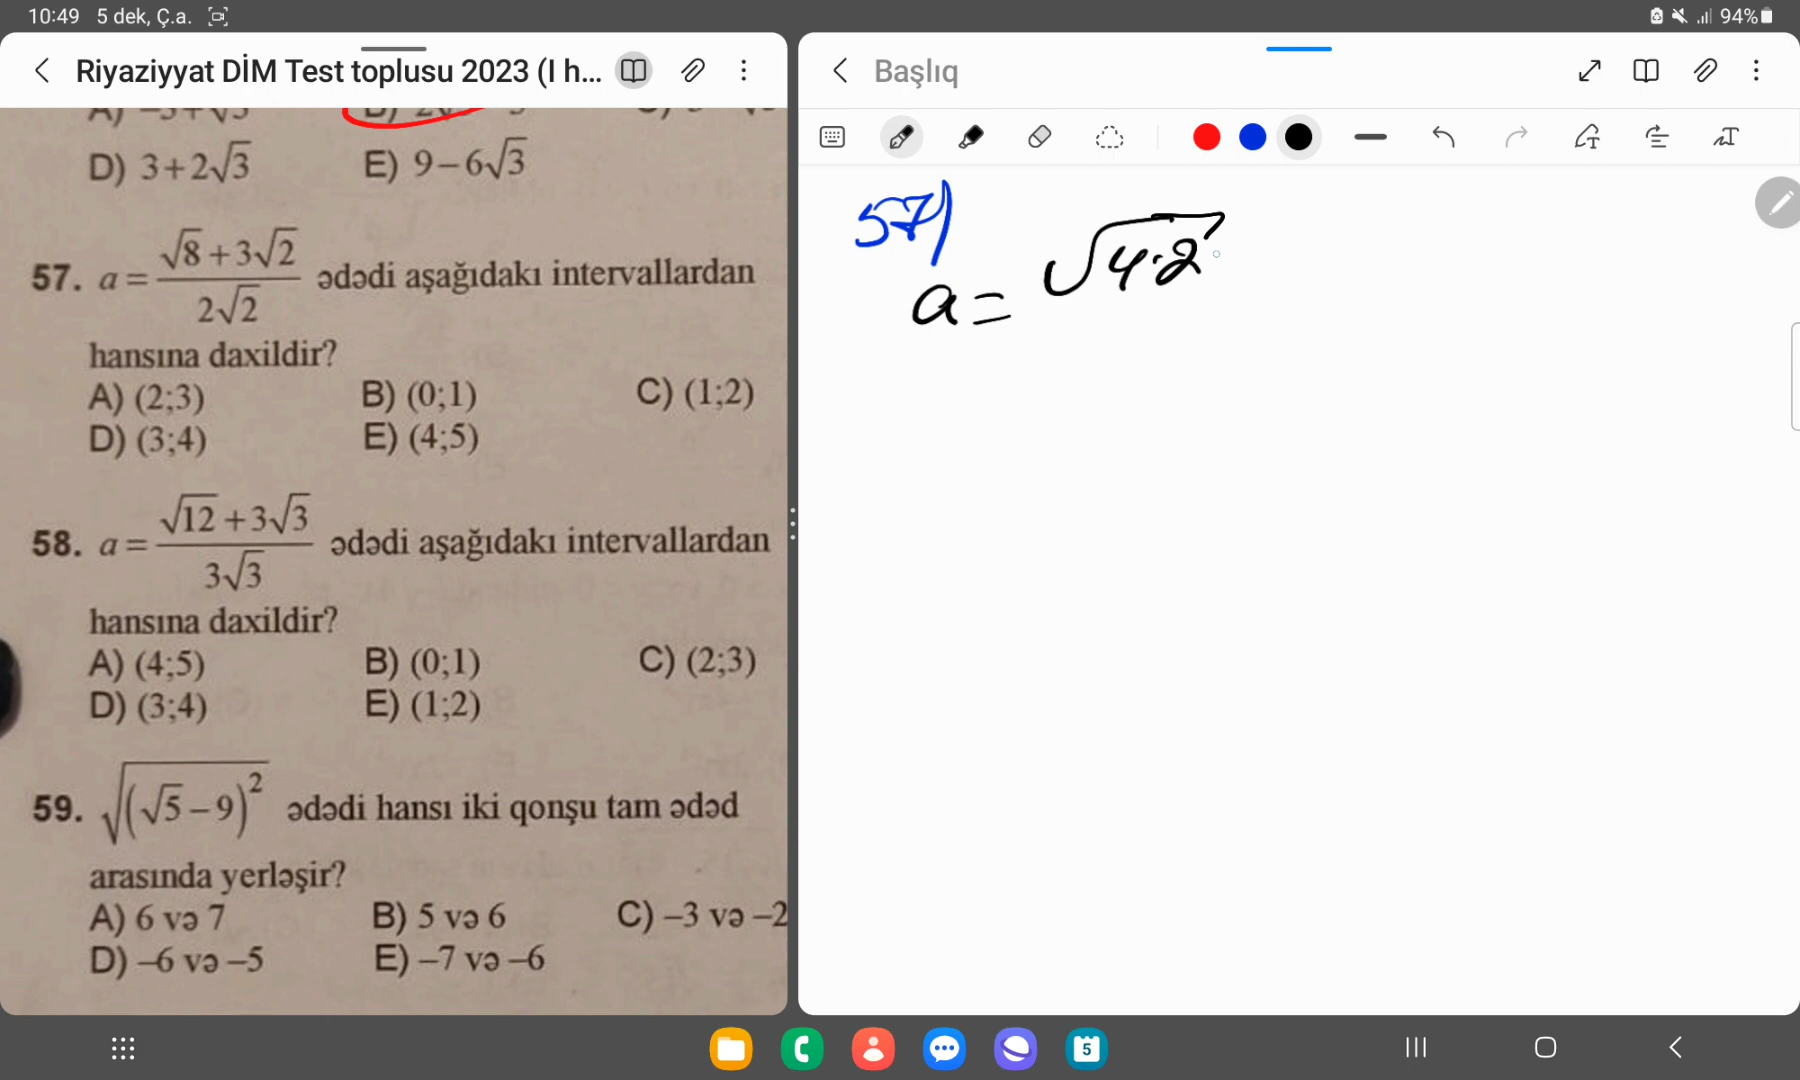 10:49 5 dek, Ç.a. 94%
Riyaziyyat DİM Test toplusu 2023 (I h...
D) 3+2√3 E) 9−6√3
57. a = (√8+3√2)/(2√2) ədədi aşağıdakı intervallardan
hansına daxildir?
A) (2;3) B) (0;1) C) (1;2)
D) (3;4) E) (4;5)
58. a = (√12+3√3)/(3√3) ədədi aşağıdakı intervallardan
hansına daxildir?
A) (4;5) B) (0;1) C) (2;3)
D) (3;4) E) (1;2)
59. √((√5−9)²) ədədi hansı iki qonşu tam ədəd
arasında yerləşir?
A) 6 və 7 B) 5 və 6 C) –3 və –2
D) –6 və –5 E) –7 və –6
Başlıq
57)
a = √4·2
5